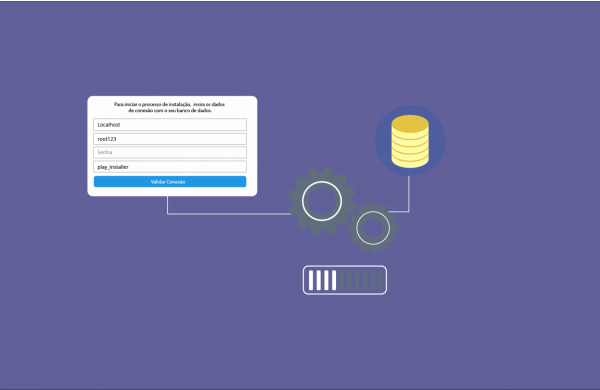 Para iniciar o processo de instalação, insira os dados
de conexão com o seu banco de dados.
Localhost
root123
Senha
play_installer
Validar Conexão